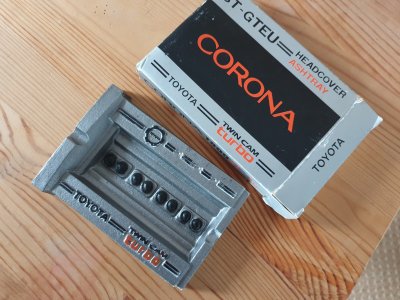 3T-GTEU
HEADCOVER
ASHTRAY
CORONA
TOYOTA
TWIN CAM
turbo
TOYOTA
TOYOTA
TWIN CAM
turbo